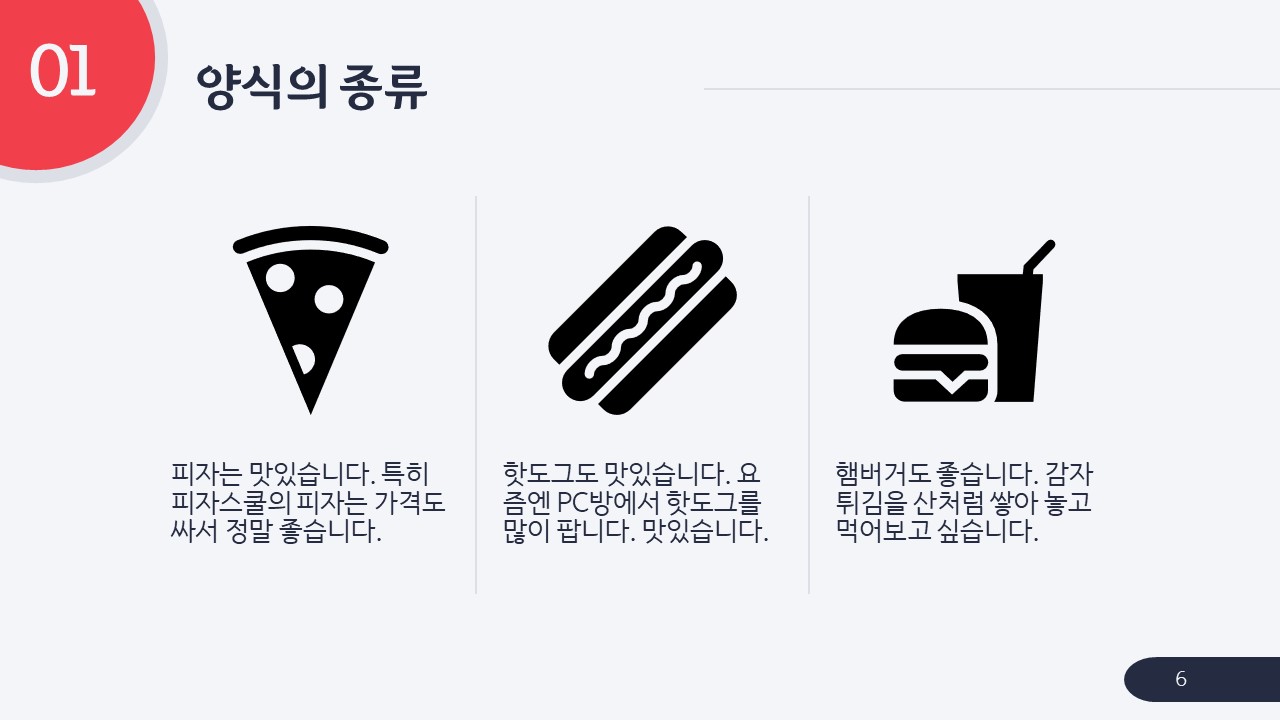 01
양식의 종류
피자는 맛있습니다. 특히
피자스쿨의 피자는 가격도
싸서 정말 좋습니다.
핫도그도 맛있습니다. 요
즘엔 PC방에서 핫도그를
많이 팝니다. 맛있습니다.
햄버거도 좋습니다. 감자
튀김을 산처럼 쌓아 놓고
먹어보고 싶습니다.
6